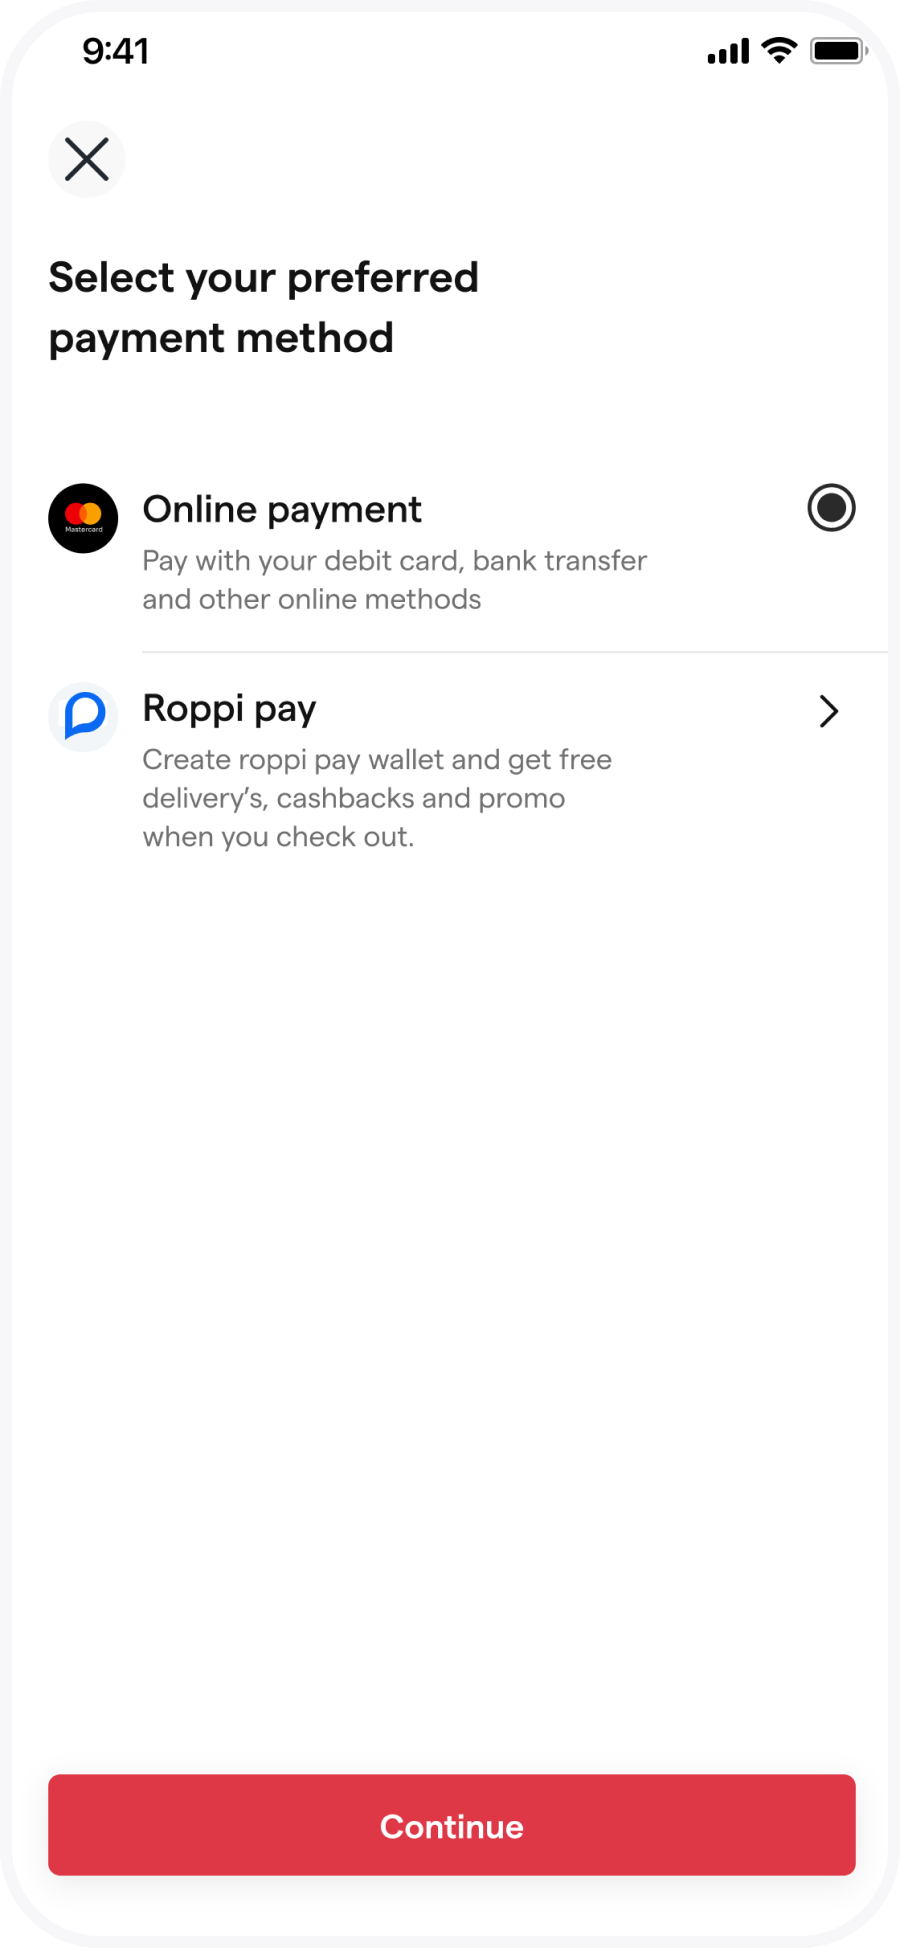 9:41
Select your preferred
payment method
Mastercard
Online payment
Pay with your debit card, bank transfer
and other online methods
Roppi pay
Create roppi pay wallet and get free
delivery’s, cashbacks and promo
when you check out.
Continue